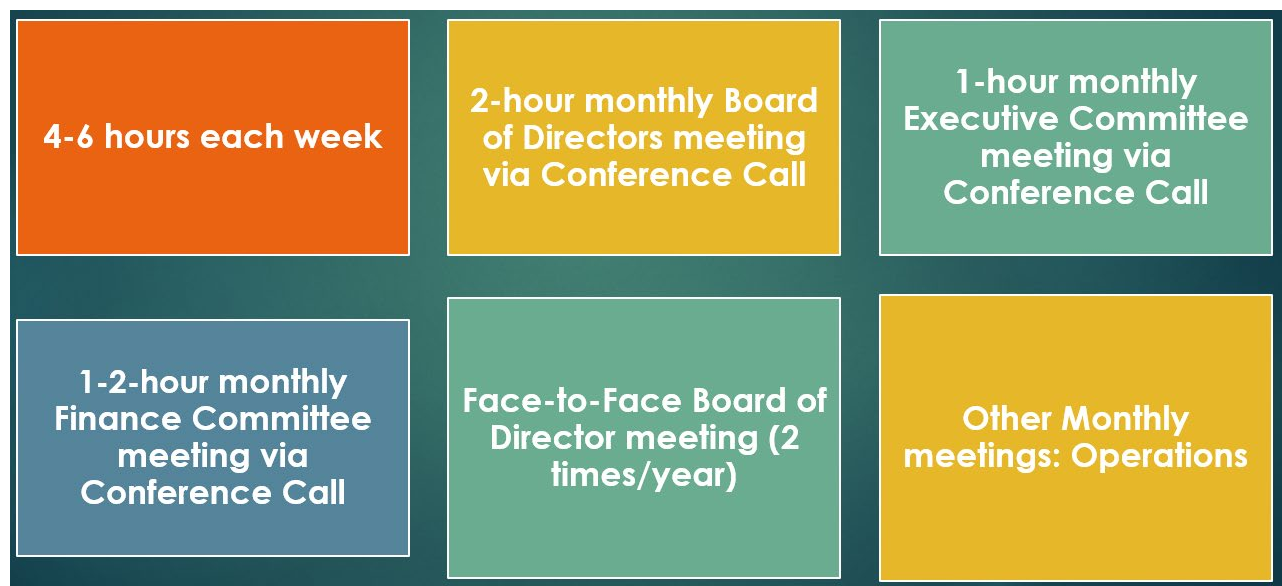 4-6 hours each week
2-hour monthly Board
of Directors meeting
via Conference Call
1-hour monthly
Executive Committee
meeting via
Conference Call
1-2-hour monthly
Finance Committee
meeting via
Conference Call
Face-to-Face Board of
Director meeting (2
times/year)
Other Monthly
meetings: Operations